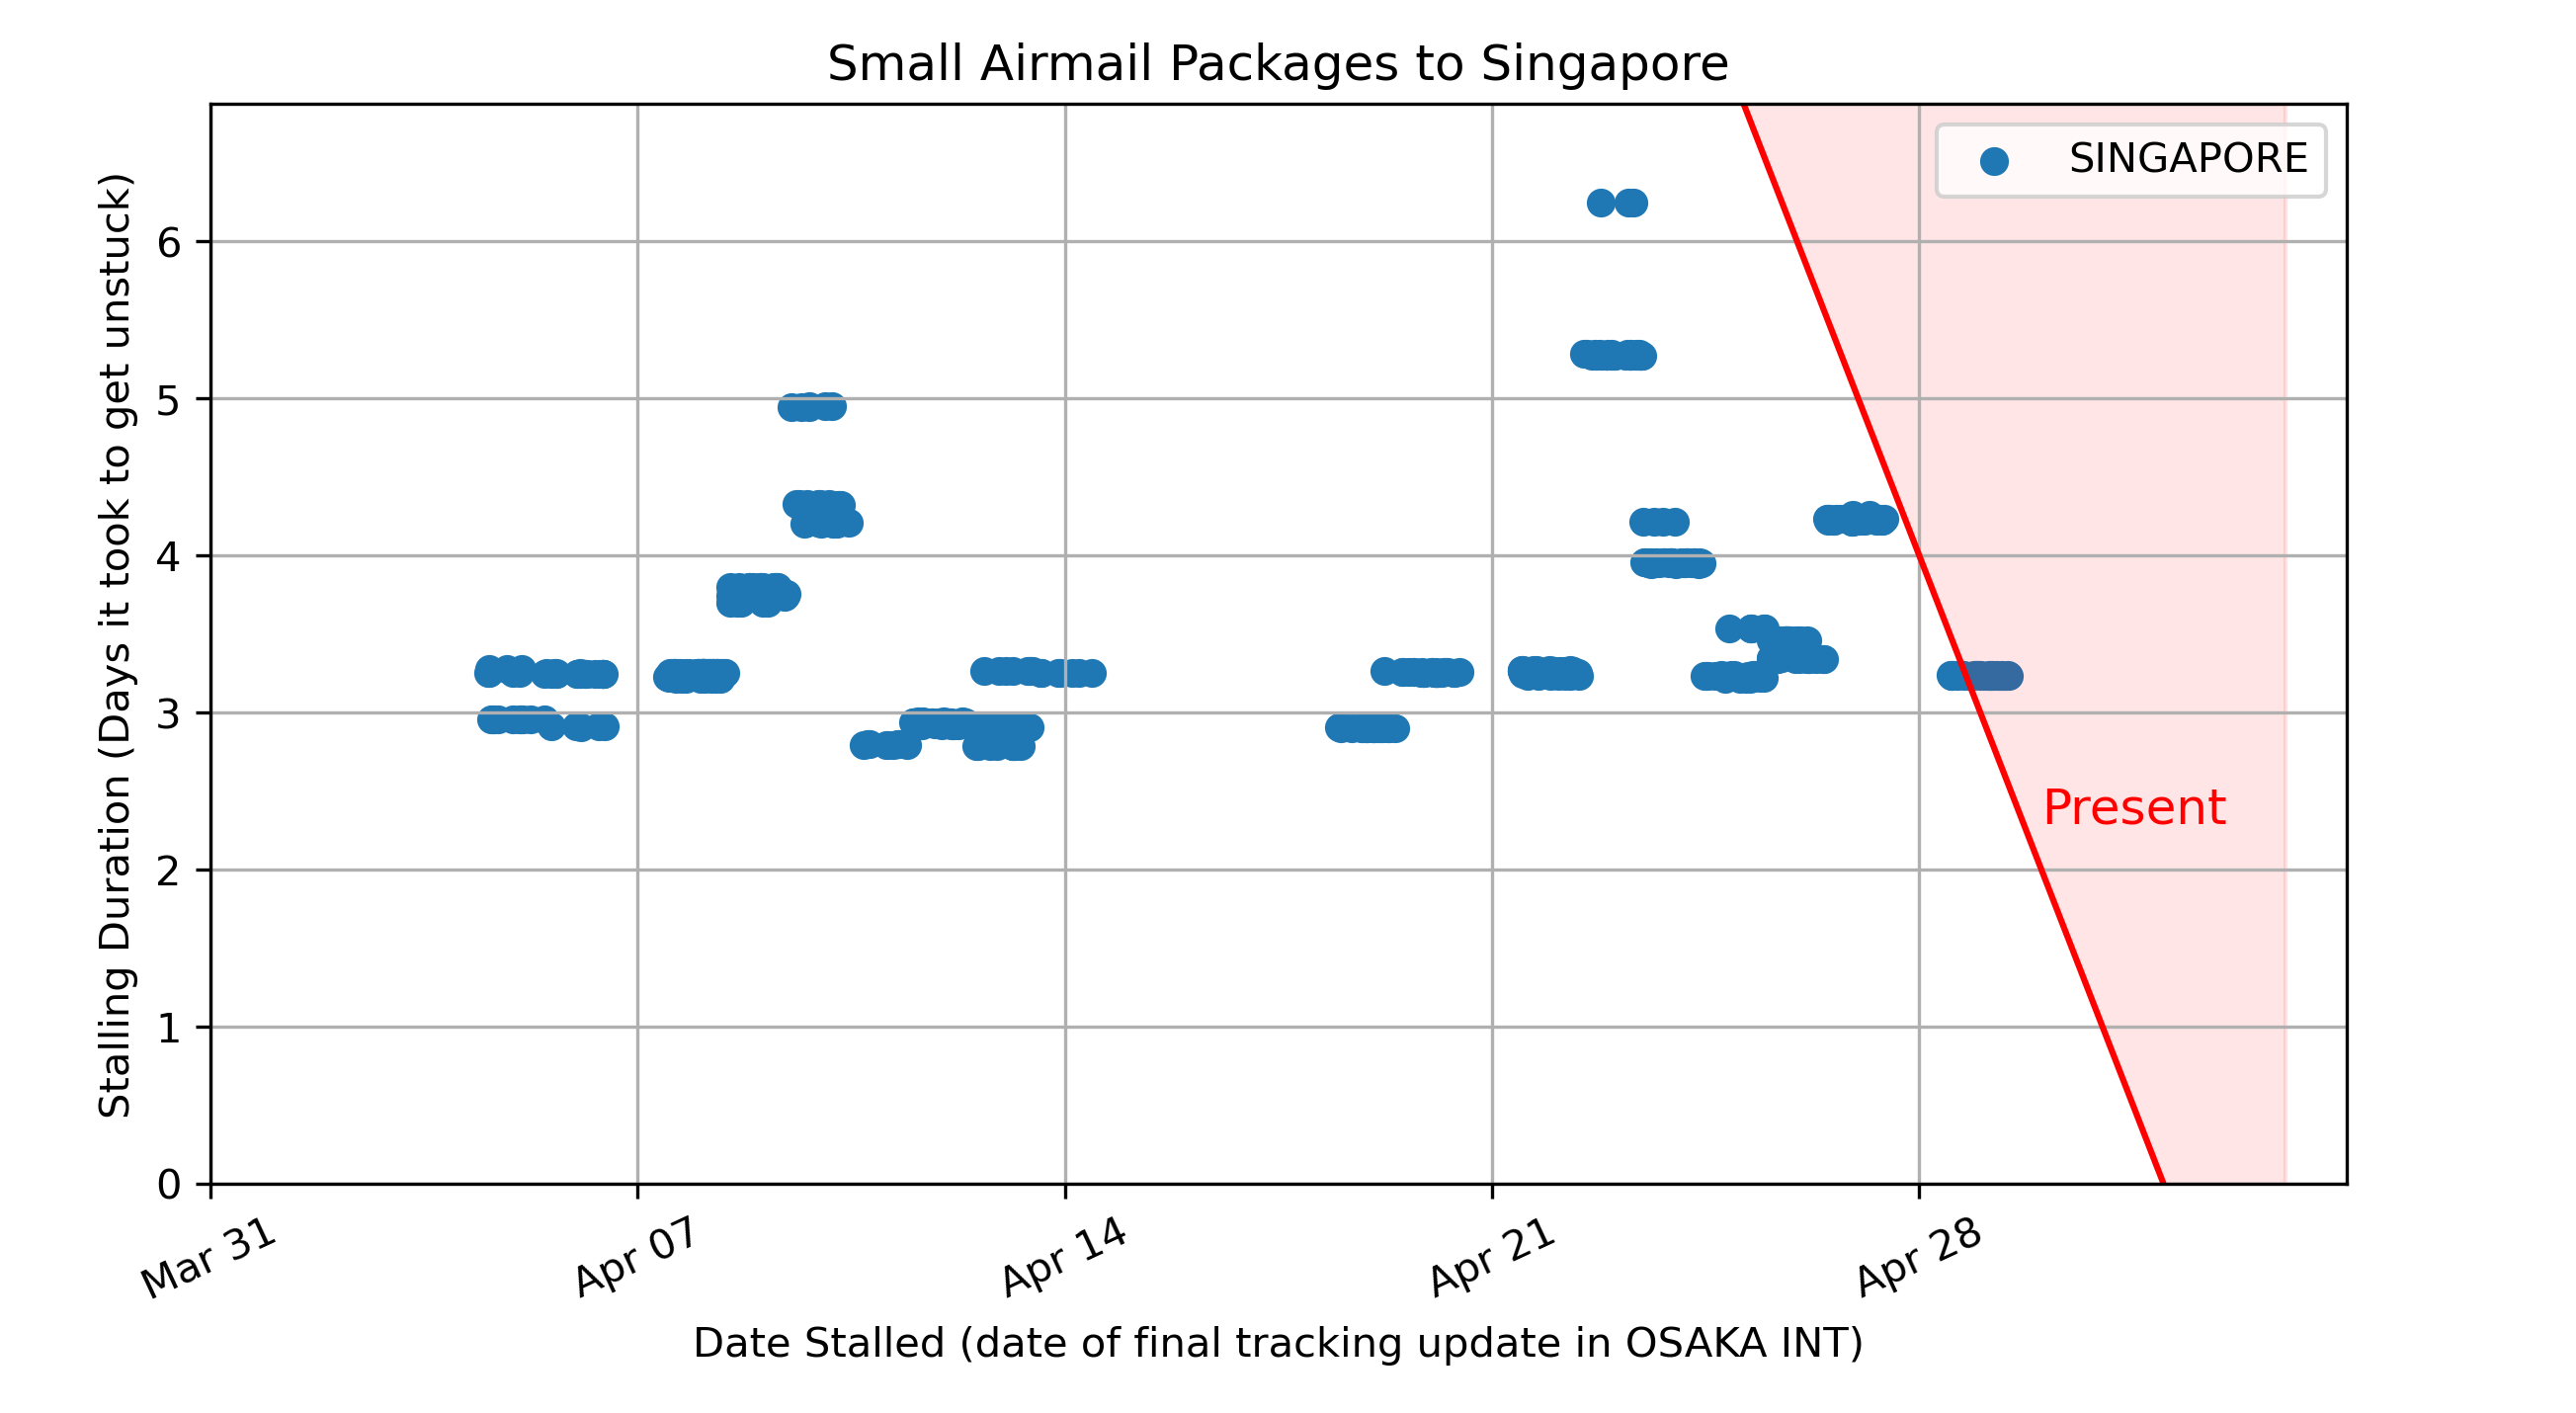 Small Airmail Packages to Singapore
SINGAPORE
Stalling Duration (Days it took to get unstuck)
6
5
4
3
2
1
0
Present
Mar 31
Apr 07
Apr 14
Apr 21
Apr 28
Date Stalled (date of final tracking update in OSAKA INT)